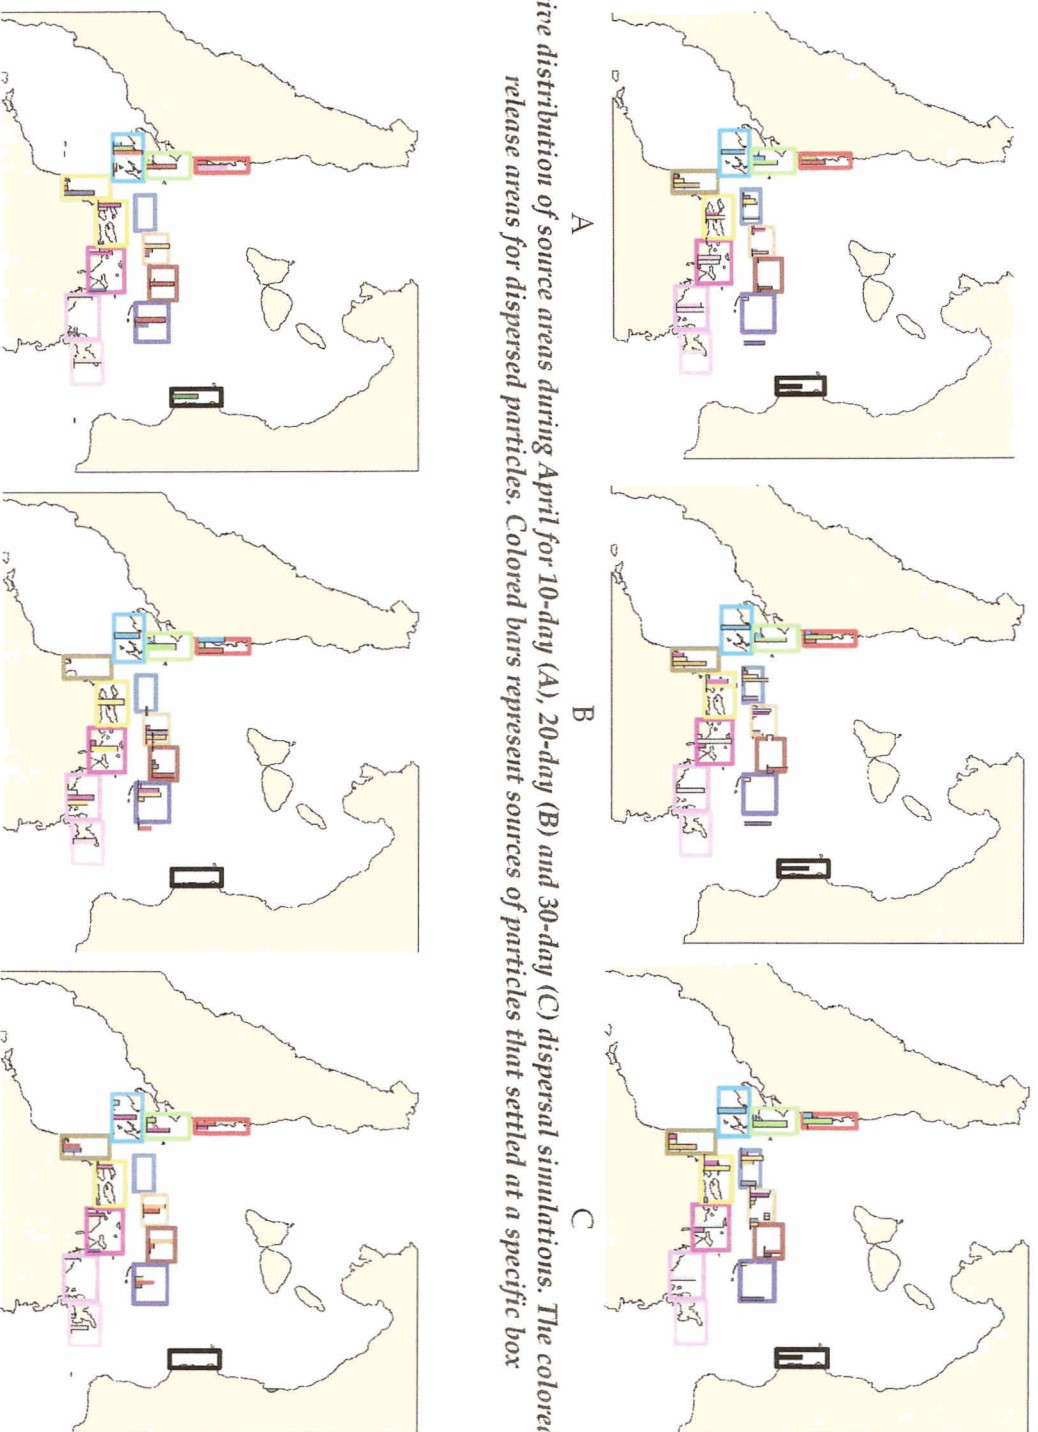 A
B
C
ive distribution of source areas during April for 10-day (A), 20-day (B) and 30-day (C) dispersal simulations. The colored
release areas for dispersed particles. Colored bars represent sources of particles that settled at a specific box